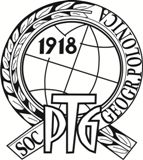 1918
SOC. GEOGR. POLONICA
PTG